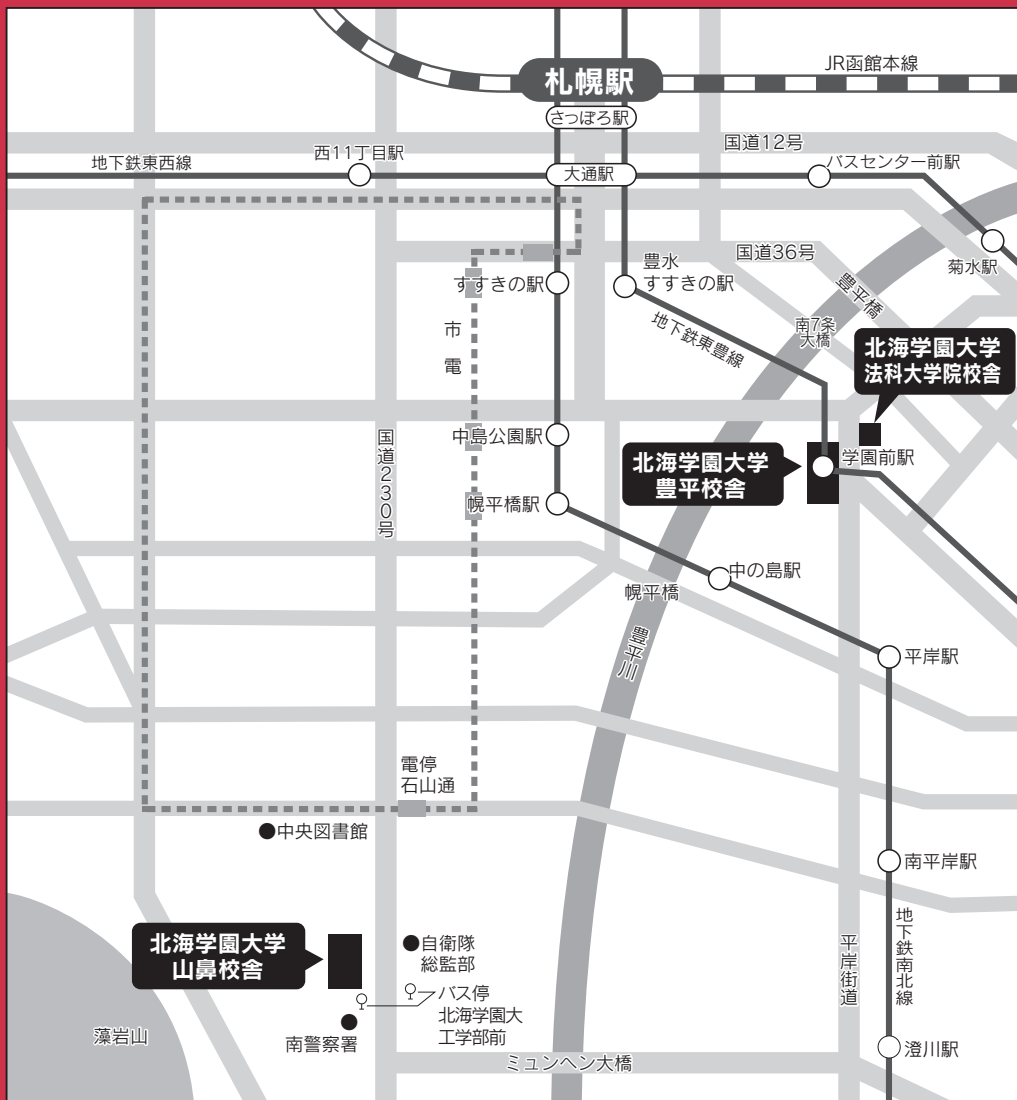 JR函館本線
札幌駅
さっぽろ駅
国道12号
西11丁目駅
地下鉄東西線
大通駅
バスセンター前駅
国道36号
豊水
すすきの駅
菊水駅
すすきの駅
豊平橋
市電
地下鉄東豊線
南7条
大橋
北海学園大学
法科大学院校舎
国道230号
中島公園駅
北海学園大学
豊平校舎
学園前駅
幌平橋駅
中の島駅
幌平橋
豊平川
平岸駅
電停
石山通
中央図書館
南平岸駅
地下鉄南北線
平岸街道
北海学園大学
山鼻校舎
自衛隊
総監部
バス停
北海学園大
工学部前
南警察署
藻岩山
ミュンヘン大橋
澄川駅